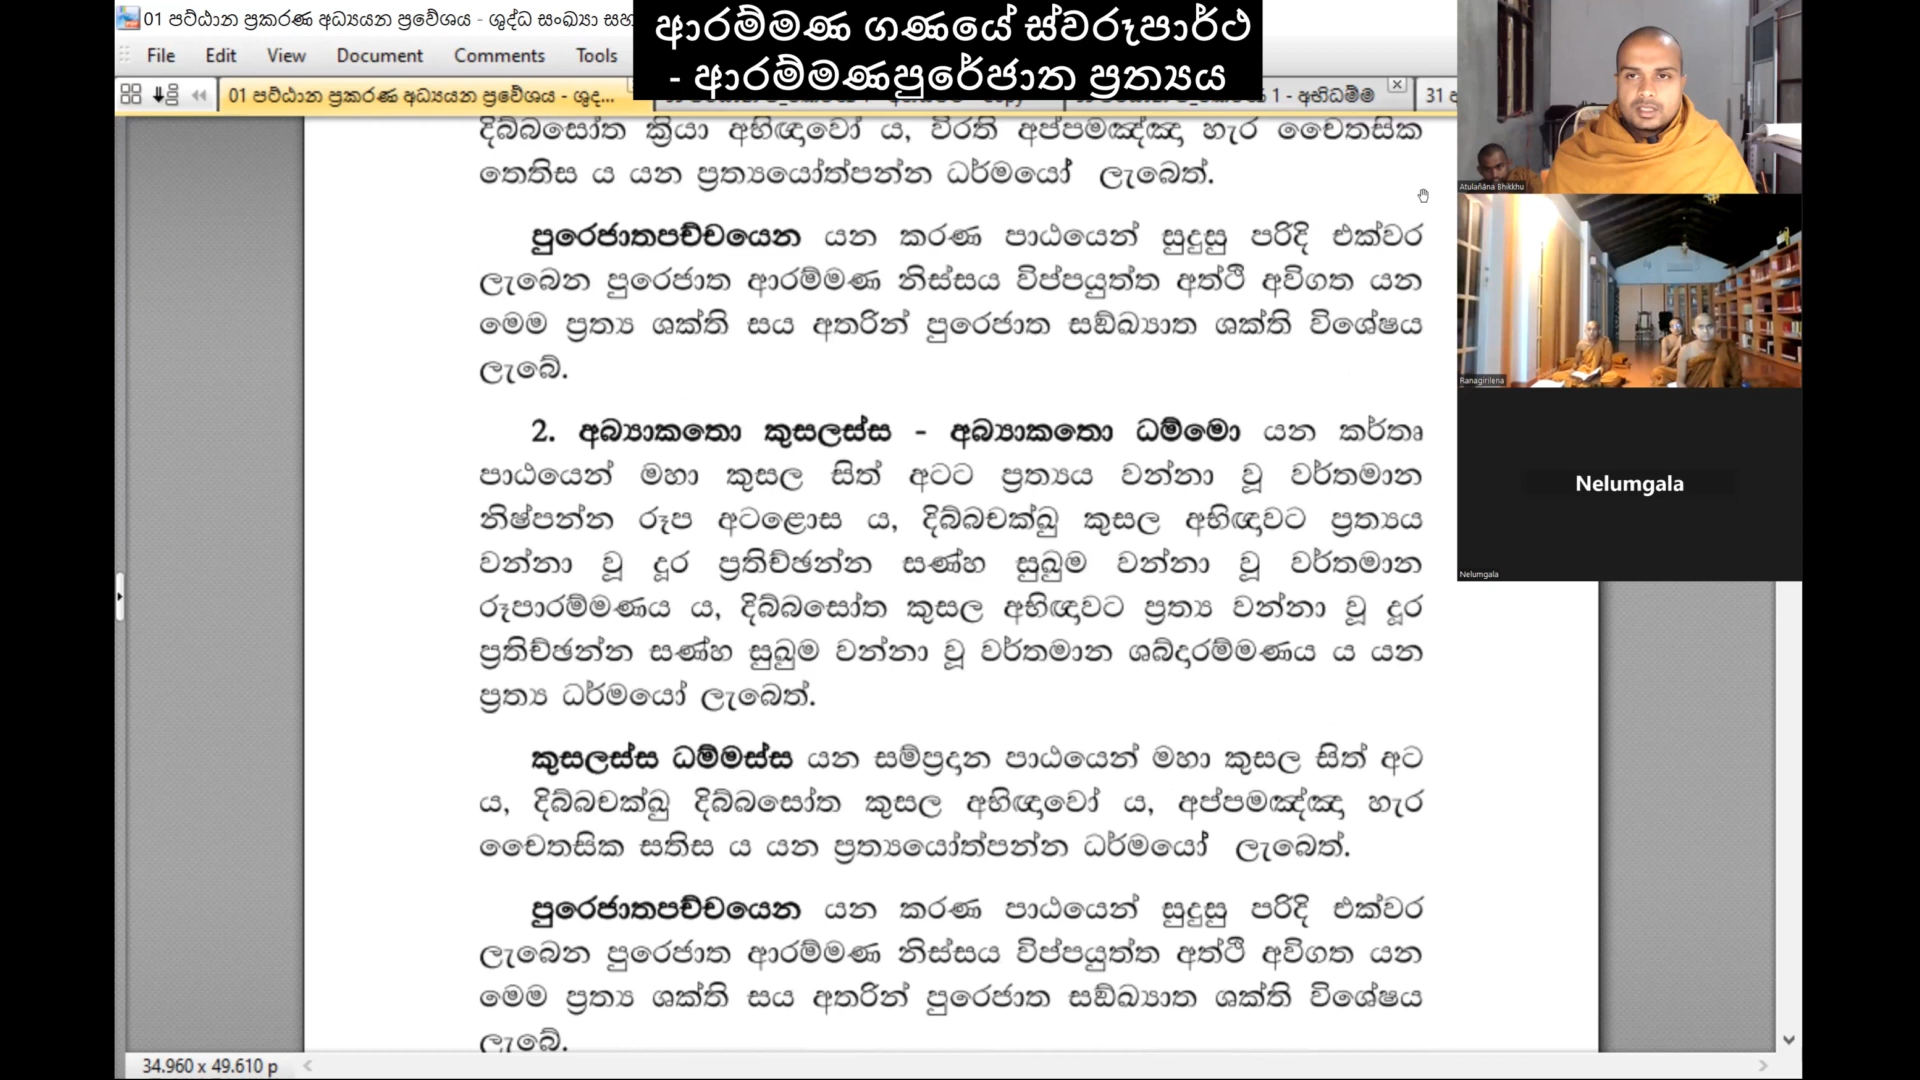 01 පට්ඨාන ප්‍රකරණ අධ්‍යයන ප්‍රවේශය - ශුද්ධ සංඛ්‍යා සහ
ආරම්මණ ගණයේ ස්වරූපාර්ථ
- ආරම්මණපුරේජාත ප්‍රත්‍යය
File Edit View Document Comments Tools
01 පට්ඨාන ප්‍රකරණ අධ්‍යයන ප්‍රවේශය - ශුද...
1 - අභිධම්ම
31
දිබ්බසෝත ක්‍රියා අභිඥාවෝ ය, විරති අප්පමඤ්ඤා හැර චෛතසික
තෙතිස ය යන ප්‍රත්‍යයෝත්පන්න ධර්මයෝ ලැබෙත්.
පුරෙජාතපච්චයෙන යන කරණ පාඨයෙන් සුදුසු පරිදි එක්වර
ලැබෙන පුරෙජාත ආරම්මණ නිස්සය විප්පයුත්ත අත්ථි අවිගත යන
මෙම ප්‍රත්‍ය ශක්ති සය අතරින් පුරෙජාත සඞ්ඛ්‍යාත ශක්ති විශේෂය
ලැබේ.
2. අබ්‍යාකතො කුසලස්ස - අබ්‍යාකතො ධම්මො යන කර්තෘ
පාඨයෙන් මහා කුසල සිත් අටට ප්‍රත්‍යය වන්නා වූ වර්තමාන
නිෂ්පන්න රූප අටළොස ය, දිබ්බචක්ඛු කුසල අභිඥාවට ප්‍රත්‍යය
වන්නා වූ දූර ප්‍රතිච්ඡන්න සණ්හ සුඛුම වන්නා වූ වර්තමාන
රූපාරම්මණය ය, දිබ්බසෝත කුසල අභිඥාවට ප්‍රත්‍ය වන්නා වූ දූර
ප්‍රතිච්ඡන්න සණ්හ සුඛුම වන්නා වූ වර්තමාන ශබ්දාරම්මණය ය යන
ප්‍රත්‍ය ධර්මයෝ ලැබෙත්.
කුසලස්ස ධම්මස්ස යන සම්ප්‍රදාන පාඨයෙන් මහා කුසල සිත් අට
ය, දිබ්බචක්ඛු දිබ්බසෝත කුසල අභිඥාවෝ ය, අප්පමඤ්ඤා හැර
චෛතසික සතිස ය යන ප්‍රත්‍යයෝත්පන්න ධර්මයෝ ලැබෙත්.
පුරෙජාතපච්චයෙන යන කරණ පාඨයෙන් සුදුසු පරිදි එක්වර
ලැබෙන පුරෙජාත ආරම්මණ නිස්සය විප්පයුත්ත අත්ථි අවිගත යන
මෙම ප්‍රත්‍ය ශක්ති සය අතරින් පුරෙජාත සඞ්ඛ්‍යාත ශක්ති විශේෂය
ලැබේ.
34.960 x 49.610 p
Atulañāna Bhikkhu
Ranagirilena
Nelumgala
Nelumgala